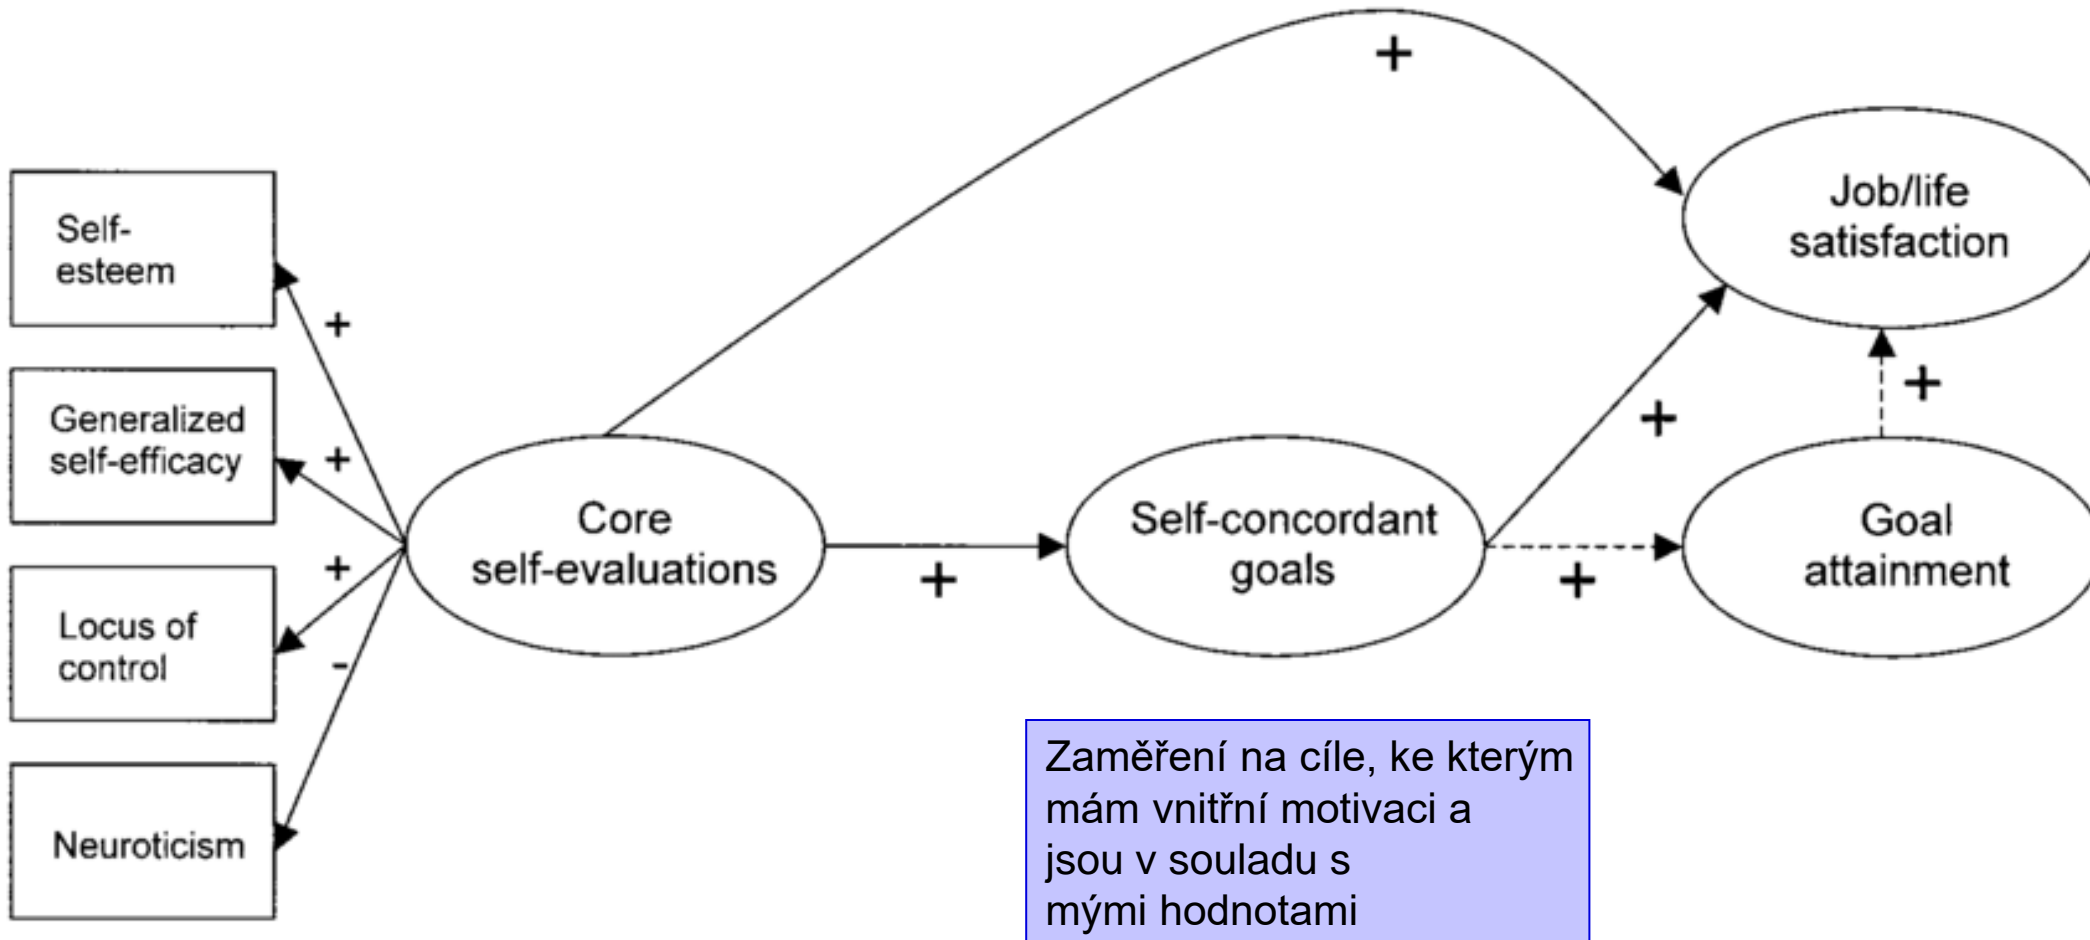 Self-
esteem
Generalized
self-efficacy
Locus of
control
Neuroticism
+
+
+
-
Core
self-evaluations
+
Self-concordant
goals
+
Goal
attainment
+
+
+
Job/life
satisfaction
Zaměření na cíle, ke kterým
mám vnitřní motivaci a
jsou v souladu s
mými hodnotami